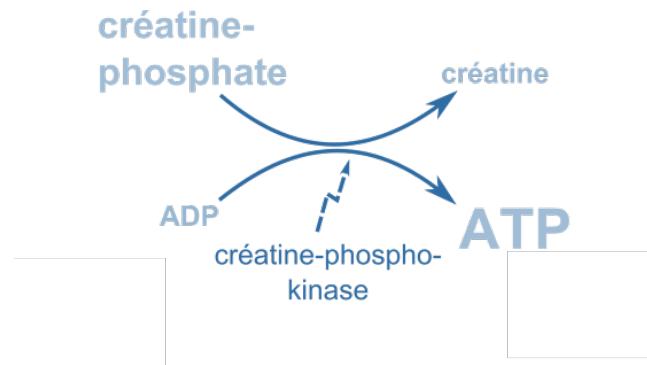 créatine-
phosphate
créatine
ADP
ATP
créatine-phospho-
kinase